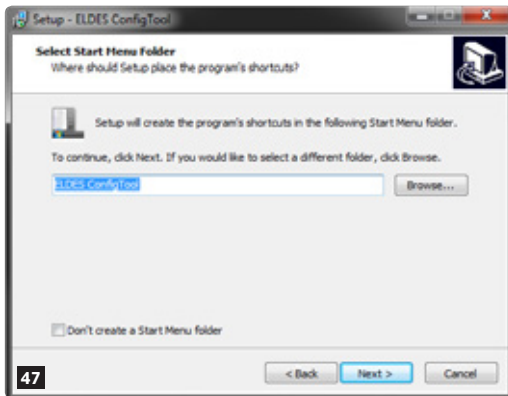 Setup - ELDES ConfigTool
Select Start Menu Folder
Where should Setup place the program's shortcuts?
Setup will create the program's shortcuts in the following Start Menu folder.
To continue, click Next. If you would like to select a different folder, click Browse.
ELDES ConfigTool
Browse...
Don't create a Start Menu folder
47
< Back
Next >
Cancel